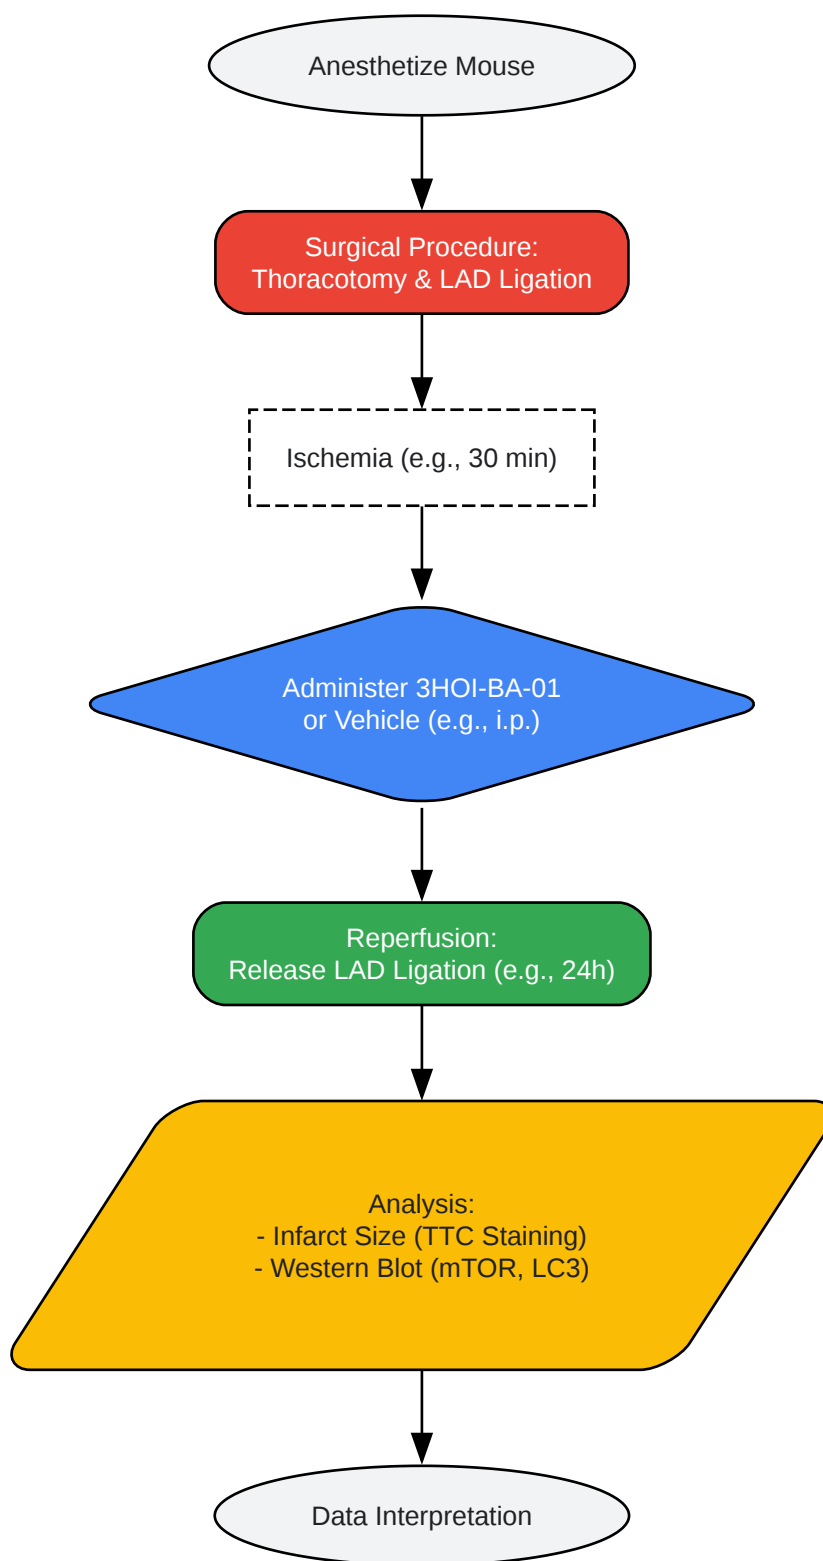 Anesthetize Mouse
Surgical Procedure:
Thoracotomy & LAD Ligation
Ischemia (e.g., 30 min)
Administer 3HOI-BA-01
or Vehicle (e.g., i.p.)
Reperfusion:
Release LAD Ligation (e.g., 24h)
Analysis:
- Infarct Size (TTC Staining)
- Western Blot (mTOR, LC3)
Data Interpretation